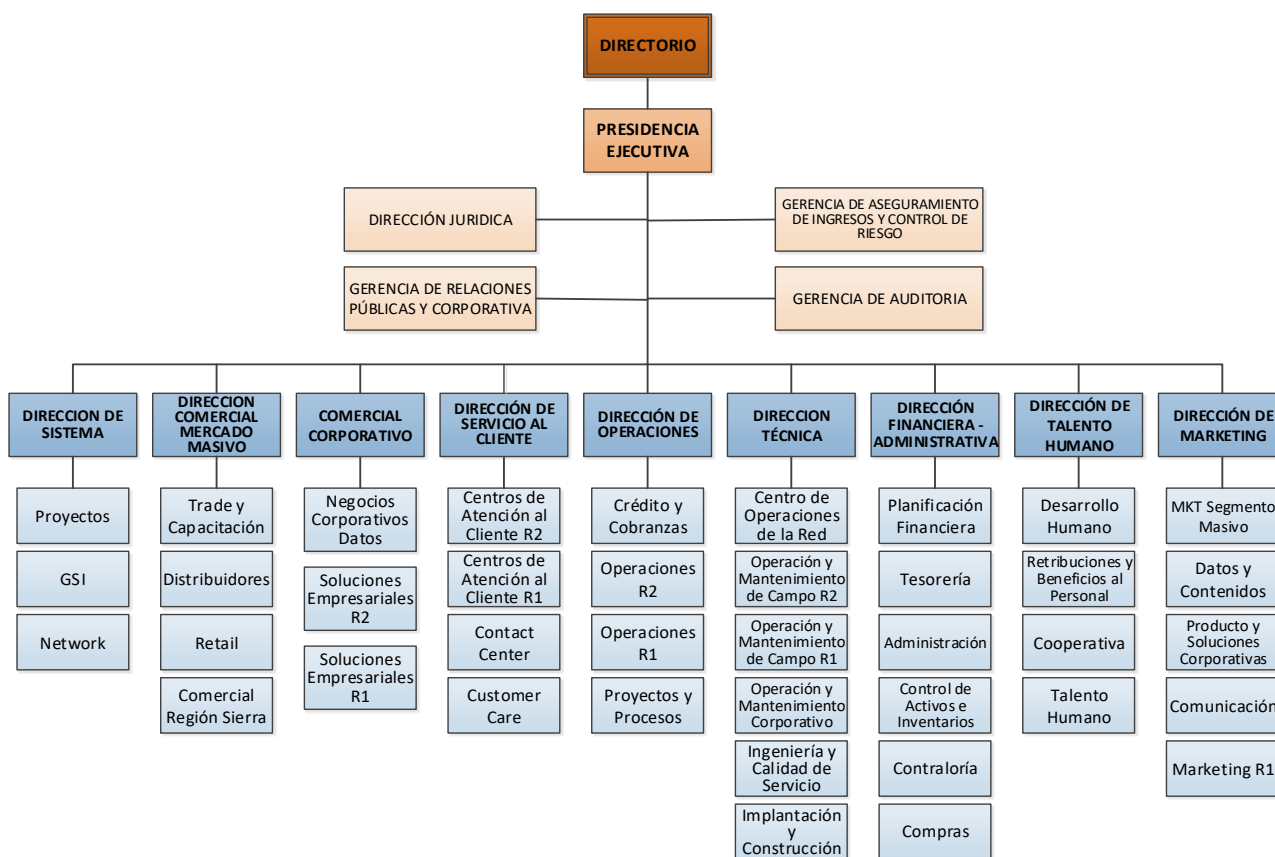 DIRECTORIO
PRESIDENCIA
EJECUTIVA
DIRECCIÓN JURIDICA
GERENCIA DE ASEGURAMIENTO
DE INGRESOS Y CONTROL DE
RIESGO
GERENCIA DE RELACIONES
PÚBLICAS Y CORPORATIVA
GERENCIA DE AUDITORIA
DIRECCION DE
SISTEMA
DIRECCION
COMERCIAL
MERCADO
MASIVO
COMERCIAL
CORPORATIVO
DIRECCIÓN DE
SERVICIO AL
CLIENTE
DIRECCIÓN DE
OPERACIONES
DIRECCION
TÉCNICA
DIRECCIÓN
FINANCIERA -
ADMINISTRATIVA
DIRECCIÓN DE
TALENTO
HUMANO
DIRECCIÓN DE
MARKETING
Proyectos
GSI
Network
Trade y
Capacitación
Distribuidores
Retail
Comercial
Región Sierra
Negocios
Corporativos
Datos
Soluciones
Empresariales
R2
Soluciones
Empresariales
R1
Centros de
Atención al
Cliente R2
Centros de
Atención al
Cliente R1
Contact
Center
Customer
Care
Crédito y
Cobranzas
Operaciones
R2
Operaciones
R1
Proyectos y
Procesos
Centro de
Operaciones
de la Red
Operación y
Mantenimiento
de Campo R2
Operación y
Mantenimiento
de Campo R1
Operación y
Mantenimiento
Corporativo
Ingeniería y
Calidad de
Servicio
Implantación
y
Construcción
Planificación
Financiera
Tesorería
Administración
Control de
Activos e
Inventarios
Contraloría
Compras
Desarrollo
Humano
Retribuciones y
Beneficios al
Personal
Cooperativa
Talento
Humano
MKT Segmento
Masivo
Datos y
Contenidos
Producto y
Soluciones
Corporativas
Comunicación
Marketing R1